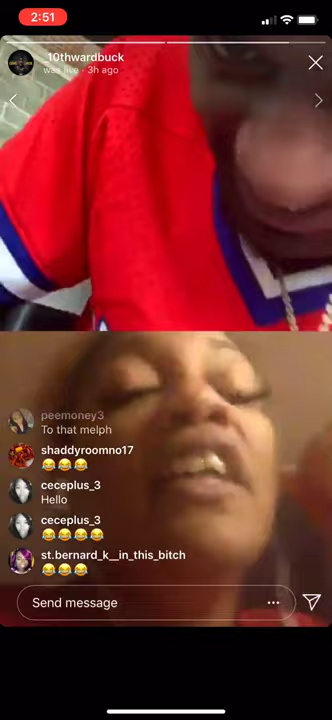 2:51
_10thwardbuck
was live · 3h ago
peemoney3
To that melph
shaddyroomno17
😂😂😂
ceceplus_3
Hello
ceceplus_3
😂😂😂😂
st.bernard_k__in_this_bitch
😂😂😂
Send message